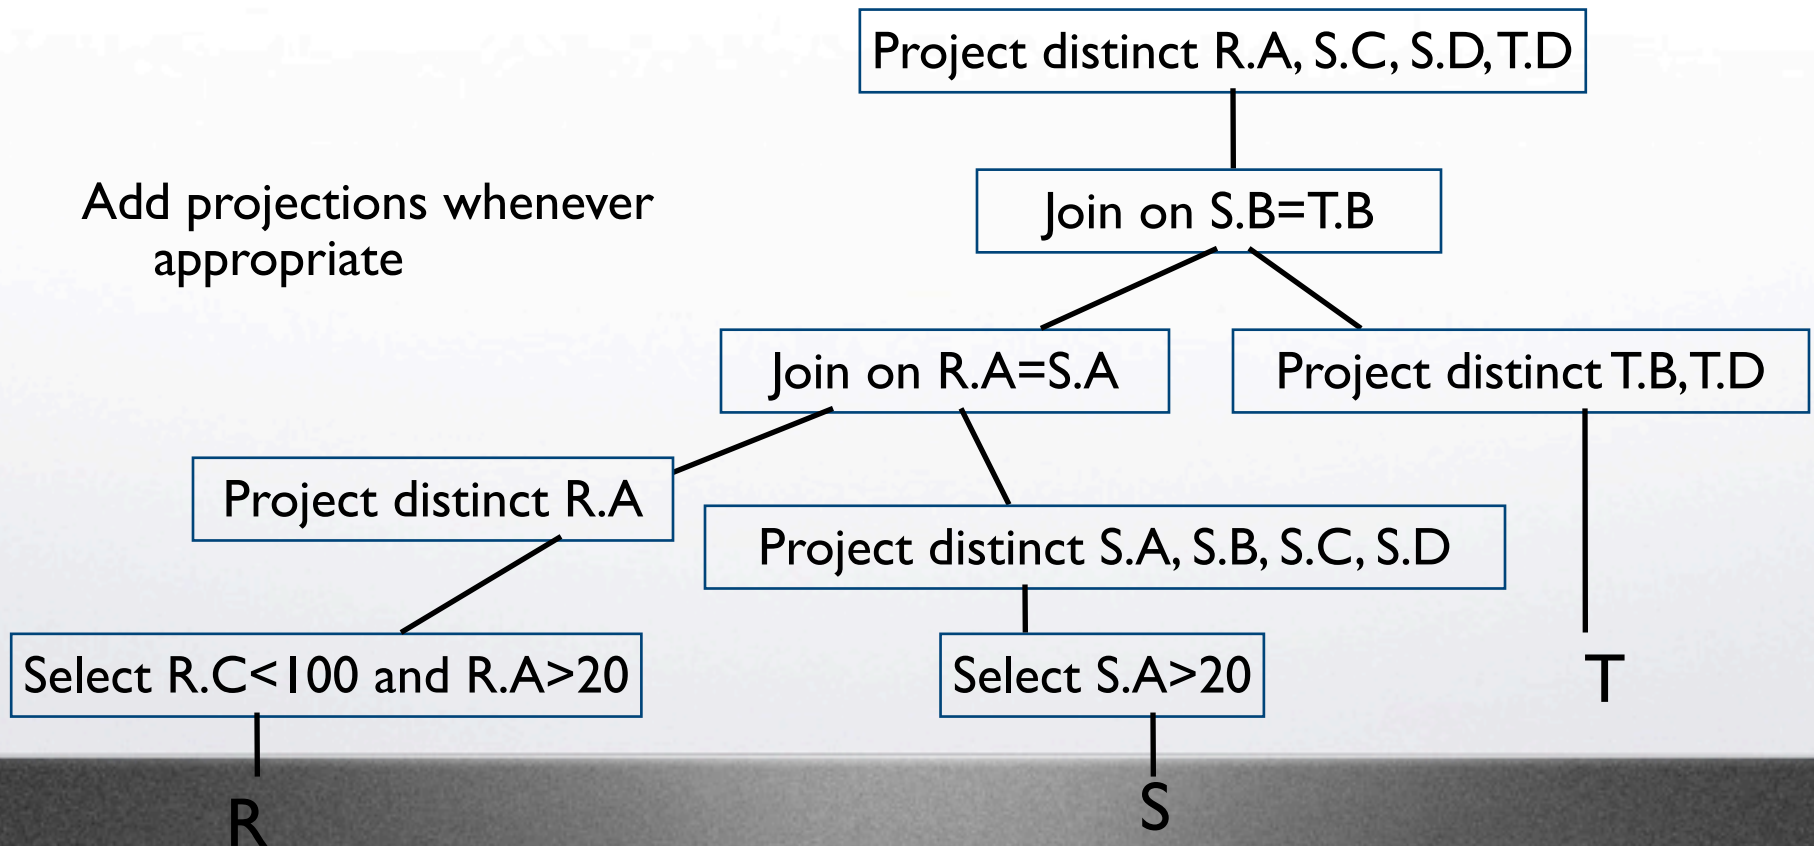 Project distinct R.A, S.C, S.D, T.D
Add projections whenever
appropriate
Join on S.B=T.B
Join on R.A=S.A
Project distinct T.B, T.D
Project distinct R.A
Project distinct S.A, S.B, S.C, S.D
Select R.C<100 and R.A>20
Select S.A>20
T
R
S